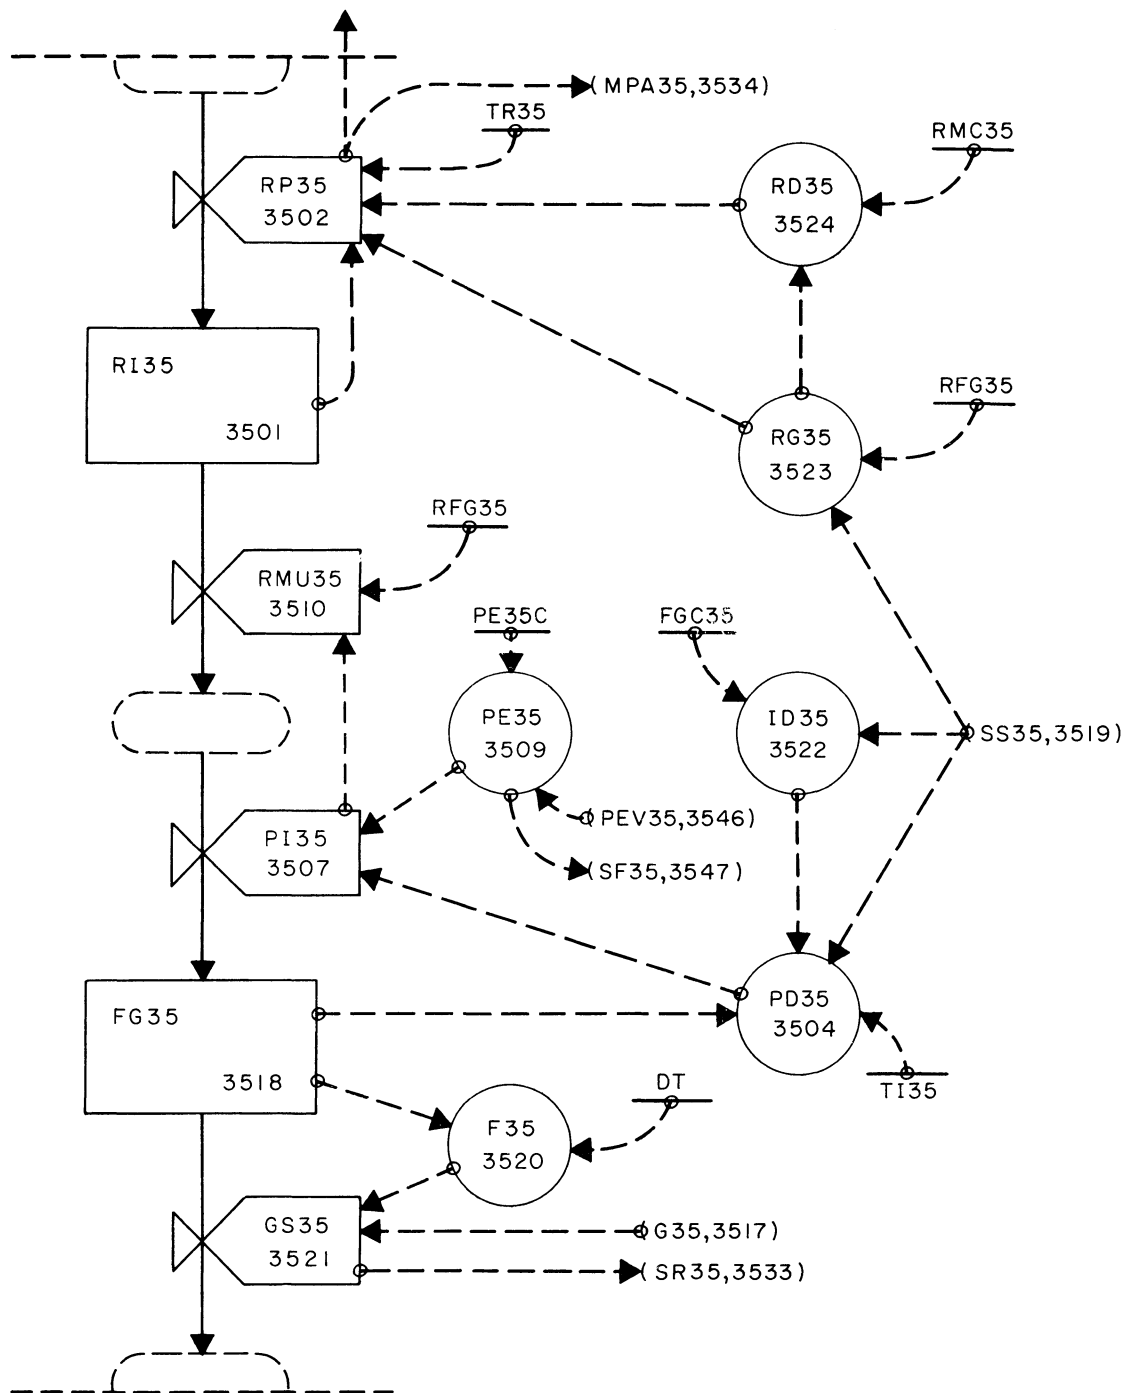 (MPA35,3534)
TR35
RMC35
RP35
3502
RD35
3524
RI35
3501
RFG35
RG35
3523
RFG35
RMU35
3510
PE35C
FGC35
PE35
3509
ID35
3522
(SS35,3519)
(PEV35,3546)
PI35
3507
(SF35,3547)
FG35
3518
PD35
3504
TI35
DT
F35
3520
GS35
3521
(G35,3517)
(SR35,3533)